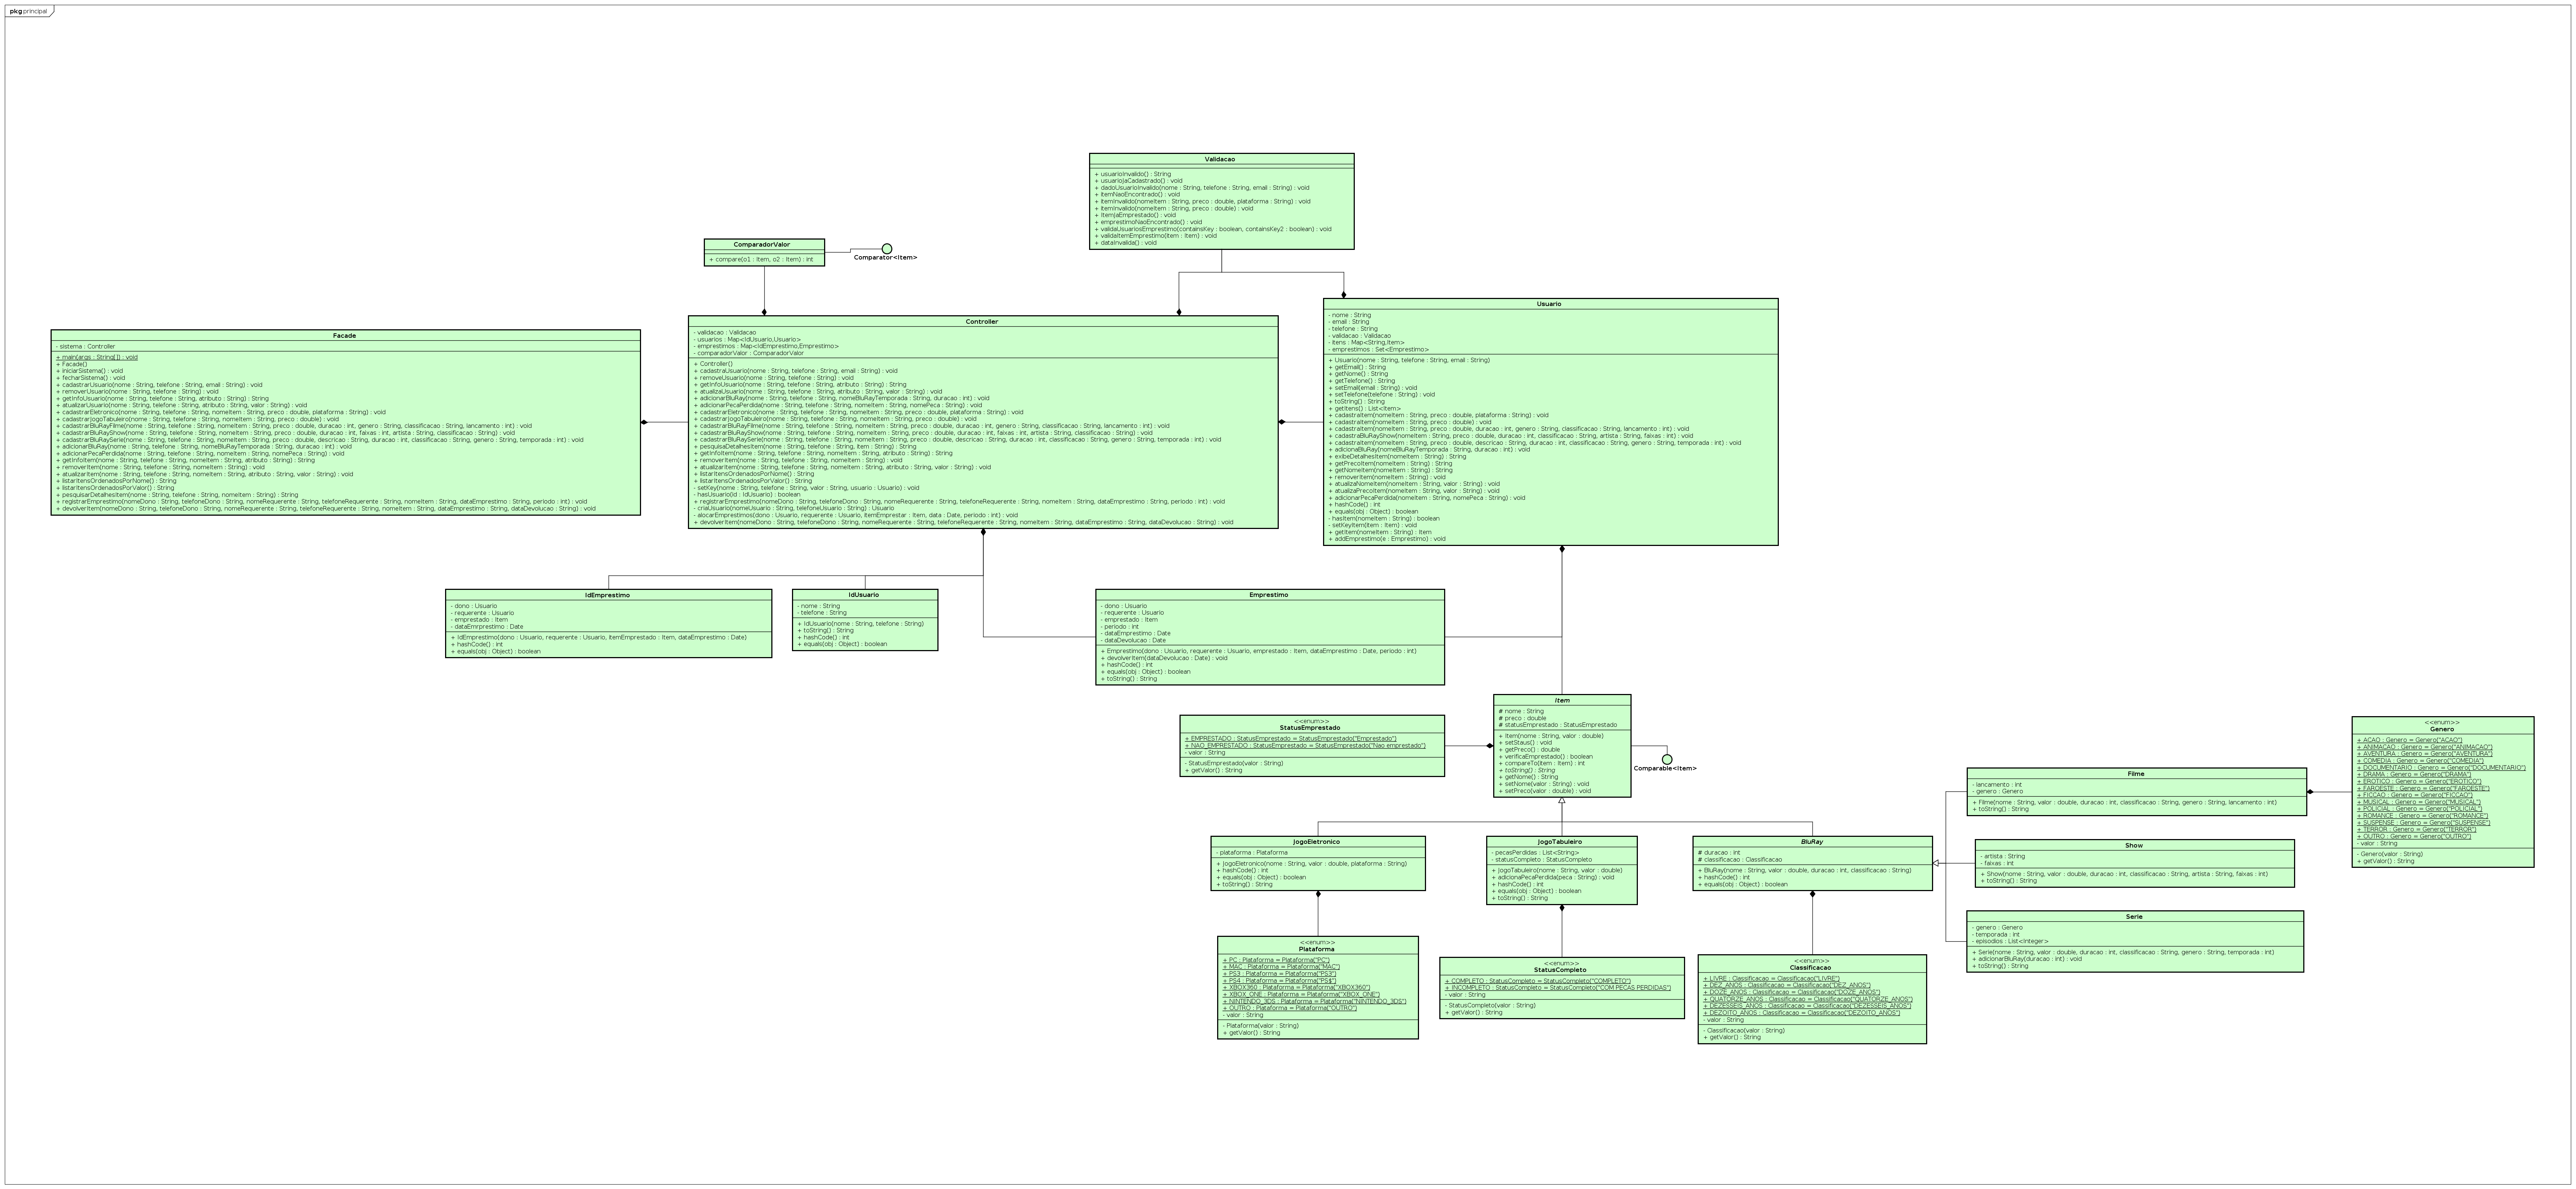 pkg principal
Validacao
+ usuarioInvalido() : String
+ usuarioJaCadastrado() : void
+ dadoUsuarioInvalido(nome : String, telefone : String, email : String) : void
+ ItemNaoEncontrado() : void
+ ItemInvalido(nomeItem : String, preco : double, plataforma : String) : void
+ ItemInvalido(nomeItem : String, preco : double) : void
+ ItemJaEmprestado() : void
+ emprestimoNaoEncontrado() : void
+ validaUsuariosEmprestimo(containsKey : boolean, containsKey2 : boolean) : void
+ validaItemEmprestimo(item : Item) : void
+ dataInvalida() : void
ComparadorValor
+ compare(o1 : Item, o2 : Item) : int
Comparator<Item>
Facade
- sistema : Controller
+ main(args : String[]) : void
+ Facade()
+ iniciarSistema() : void
+ fecharSistema() : void
+ cadastrarUsuario(nome : String, telefone : String, email : String) : void
+ removerUsuario(nome : String, telefone : String) : void
+ getInfoUsuario(nome : String, telefone : String, atributo : String) : String
+ atualizarUsuario(nome : String, telefone : String, atributo : String, valor : String) : void
+ cadastrarEletronico(nome : String, telefone : String, nomeItem : String, preco : double, plataforma : String) : void
+ cadastrarJogoTabuleiro(nome : String, telefone : String, nomeItem : String, preco : double) : void
+ cadastrarBluRayFilme(nome : String, telefone : String, nomeItem : String, preco : double, duracao : int, genero : String, classificacao : String, lancamento : int) : void
+ cadastrarBluRayShow(nome : String, telefone : String, nomeItem : String, preco : double, duracao : int, faixas : int, artista : String, classificacao : String) : void
+ cadastrarBluRaySerie(nome : String, telefone : String, nomeItem : String, preco : double, descricao : String, duracao : int, classificacao : String, genero : String, temporada : int) : void
+ adicionarBluRay(nome : String, telefone : String, nomeBluRayTemporada : String, duracao : int) : void
+ adicionarPecaPerdida(nome : String, telefone : String, nomeItem : String, nomePeca : String) : void
+ getInfoItem(nome : String, telefone : String, nomeItem : String, atributo : String) : String
+ removerItem(nome : String, telefone : String, nomeItem : String) : void
+ atualizarItem(nome : String, telefone : String, nomeItem : String, atributo : String, valor : String) : void
+ listarItensOrdenadosPorNome() : String
+ listarItensOrdenadosPorValor() : String
+ pesquisarDetalhesItem(nome : String, telefone : String, nomeItem : String) : String
+ registrarEmprestimo(nomeDono : String, telefoneDono : String, nomeRequerente : String, telefoneRequerente : String, nomeItem : String, dataEmprestimo : String, periodo : int) : void
+ devolverItem(nomeDono : String, telefoneDono : String, nomeRequerente : String, telefoneRequerente : String, nomeItem : String, dataEmprestimo : String, dataDevolucao : String) : void
Controller
- validacao : Validacao
- usuarios : Map<IdUsuario,Usuario>
- emprestimos : Map<IdEmprestimo,Emprestimo>
- comparadorValor : ComparadorValor
+ Controller()
+ cadastraUsuario(nome : String, telefone : String, email : String) : void
+ removeUsuario(nome : String, telefone : String) : void
+ getInfoUsuario(nome : String, telefone : String, atributo : String) : String
+ atualizaUsuario(nome : String, telefone : String, atributo : String, valor : String) : void
+ adicionarBluRay(nome : String, telefone : String, nomeBluRayTemporada : String, duracao : int) : void
+ adicionarPecaPerdida(nome : String, telefone : String, nomeItem : String, nomePeca : String) : void
+ cadastrarEletronico(nome : String, telefone : String, nomeItem : String, preco : double, plataforma : String) : void
+ cadastrarJogoTabuleiro(nome : String, telefone : String, nomeItem : String, preco : double) : void
+ cadastrarBluRayFilme(nome : String, telefone : String, nomeItem : String, preco : double, duracao : int, genero : String, classificacao : String, lancamento : int) : void
+ cadastrarBluRayShow(nome : String, telefone : String, nomeItem : String, preco : double, duracao : int, faixas : int, artista : String, classificacao : String) : void
+ cadastrarBluRaySerie(nome : String, telefone : String, nomeItem : String, preco : double, descricao : String, duracao : int, classificacao : String, genero : String, temporada : int) : void
+ pesquisaDetalhesItem(nome : String, telefone : String, item : String) : String
+ getInfoItem(nome : String, telefone : String, nomeItem : String, atributo : String) : String
+ removerItem(nome : String, telefone : String, nomeItem : String) : void
+ atualizarItem(nome : String, telefone : String, nomeItem : String, atributo : String, valor : String) : void
+ listarItensOrdenadosPorNome() : String
+ listarItensOrdenadosPorValor() : String
- setKey(nome : String, telefone : String, valor : String, usuario : Usuario) : void
- hasUsuario(id : IdUsuario) : boolean
+ registrarEmprestimo(nomeDono : String, telefoneDono : String, nomeRequerente : String, telefoneRequerente : String, nomeItem : String, dataEmprestimo : String, periodo : int) : void
- criaUsuario(nomeUsuario : String, telefoneUsuario : String) : Usuario
- alocarEmprestimos(dono : Usuario, requerente : Usuario, itemEmprestar : Item, data : Date, periodo : int) : void
+ devolverItem(nomeDono : String, telefoneDono : String, nomeRequerente : String, telefoneRequerente : String, nomeItem : String, dataEmprestimo : String, dataDevolucao : String) : void
Usuario
- nome : String
- email : String
- telefone : String
- validacao : Validacao
- itens : Map<String,Item>
- emprestimos : Set<Emprestimo>
+ Usuario(nome : String, telefone : String, email : String)
+ getEmail() : String
+ getNome() : String
+ getTelefone() : String
+ setEmail(email : String) : void
+ setTelefone(telefone : String) : void
+ toString() : String
+ getItens() : List<Item>
+ cadastraItem(nomeItem : String, preco : double, plataforma : String) : void
+ cadastraItem(nomeItem : String, preco : double) : void
+ cadastraItem(nomeItem : String, preco : double, duracao : int, genero : String, classificacao : String, lancamento : int) : void
+ cadastraBluRayShow(nomeItem : String, preco : double, duracao : int, classificacao : String, artista : String, faixas : int) : void
+ cadastraItem(nomeItem : String, preco : double, descricao : String, duracao : int, classificacao : String, genero : String, temporada : int) : void
+ adicionaBluRay(nomeBluRayTemporada : String, duracao : int) : void
+ exibeDetalhesItem(nomeItem : String) : String
+ getPrecoItem(nomeItem : String) : String
+ getNomeItem(nomeItem : String) : String
+ removerItem(nomeItem : String) : void
+ atualizaNomeItem(nomeItem : String, valor : String) : void
+ atualizaPrecoItem(nomeItem : String, valor : String) : void
+ adicionarPecaPerdida(nomeItem : String, nomePeca : String) : void
+ hashCode() : int
+ equals(obj : Object) : boolean
- hasItem(nomeItem : String) : boolean
- setKeyItem(item : Item) : void
+ getItem(nomeItem : String) : Item
+ addEmprestimo(e : Emprestimo) : void
IdEmprestimo
- dono : Usuario
- requerente : Usuario
- emprestado : Item
- dataEmrprestimo : Date
+ IdEmprestimo(dono : Usuario, requerente : Usuario, itemEmprestado : Item, dataEmprestimo : Date)
+ hashCode() : int
+ equals(obj : Object) : boolean
IdUsuario
- nome : String
- telefone : String
+ IdUsuario(nome : String, telefone : String)
+ toString() : String
+ hashCode() : int
+ equals(obj : Object) : boolean
Emprestimo
- dono : Usuario
- requerente : Usuario
- emprestado : Item
- periodo : int
- dataEmprestimo : Date
- dataDevolucao : Date
+ Emprestimo(dono : Usuario, requerente : Usuario, emprestado : Item, dataEmprestimo : Date, periodo : int)
+ devolverItem(dataDevolucao : Date) : void
+ hashCode() : int
+ equals(obj : Object) : boolean
+ toString() : String
Item
# nome : String
# preco : double
# statusEmprestado : StatusEmprestado
+ Item(nome : String, valor : double)
+ setStaus() : void
+ getPreco() : double
+ verificaEmprestado() : boolean
+ compareTo(item : Item) : int
+ toString() : String
+ getNome() : String
+ setNome(valor : String) : void
+ setPreco(valor : double) : void
Comparable<Item>
<<enum>>
StatusEmprestado
+ EMPRESTADO : StatusEmprestado = StatusEmprestado("Emprestado")
+ NAO_EMPRESTADO : StatusEmprestado = StatusEmprestado("Nao emprestado")
- valor : String
- StatusEmprestado(valor : String)
+ getValor() : String
JogoEletronico
- plataforma : Plataforma
+ JogoEletronico(nome : String, valor : double, plataforma : String)
+ hashCode() : int
+ equals(obj : Object) : boolean
+ toString() : String
JogoTabuleiro
- pecasPerdidas : List<String>
- statusCompleto : StatusCompleto
+ JogoTabuleiro(nome : String, valor : double)
+ adicionaPecaPerdida(peca : String) : void
+ hashCode() : int
+ equals(obj : Object) : boolean
+ toString() : String
BluRay
# duracao : int
# classificacao : Classificacao
+ BluRay(nome : String, valor : double, duracao : int, classificacao : String)
+ hashCode() : int
+ equals(obj : Object) : boolean
Filme
- lancamento : int
- genero : Genero
+ Filme(nome : String, valor : double, duracao : int, classificacao : String, genero : String, lancamento : int)
+ toString() : String
Show
- artista : String
- faixas : int
+ Show(nome : String, valor : double, duracao : int, classificacao : String, artista : String, faixas : int)
+ toString() : String
Serie
- genero : Genero
- temporada : int
- episodios : List<Integer>
+ Serie(nome : String, valor : double, duracao : int, classificacao : String, genero : String, temporada : int)
+ adicionarBluRay(duracao : int) : void
+ toString() : String
<<enum>>
Genero
+ ACAO : Genero = Genero("ACAO")
+ ANIMACAO : Genero = Genero("ANIMACAO")
+ AVENTURA : Genero = Genero("AVENTURA")
+ COMEDIA : Genero = Genero("COMEDIA")
+ DOCUMENTARIO : Genero = Genero("DOCUMENTARIO")
+ DRAMA : Genero = Genero("DRAMA")
+ EROTICO : Genero = Genero("EROTICO")
+ FAROESTE : Genero = Genero("FAROESTE")
+ FICCAO : Genero = Genero("FICCAO")
+ MUSICAL : Genero = Genero("MUSICAL")
+ POLICIAL : Genero = Genero("POLICIAL")
+ ROMANCE : Genero = Genero("ROMANCE")
+ SUSPENSE : Genero = Genero("SUSPENSE")
+ TERROR : Genero = Genero("TERROR")
+ OUTRO : Genero = Genero("OUTRO")
- valor : String
- Genero(valor : String)
+ getValor() : String
<<enum>>
Plataforma
+ PC : Plataforma = Plataforma("PC")
+ MAC : Plataforma = Plataforma("MAC")
+ PS3 : Plataforma = Plataforma("PS3")
+ PS4 : Plataforma = Plataforma("PS$")
+ XBOX360 : Plataforma = Plataforma("XBOX360")
+ XBOX_ONE : Plataforma = Plataforma("XBOX_ONE")
+ NINTENDO_3DS : Plataforma = Plataforma("NINTENDO_3DS")
+ OUTRO : Plataforma = Plataforma("OUTRO")
- valor : String
- Plataforma(valor : String)
+ getValor() : String
<<enum>>
StatusCompleto
+ COMPLETO : StatusCompleto = StatusCompleto("COMPLETO")
+ INCOMPLETO : StatusCompleto = StatusCompleto("COM PECAS PERDIDAS")
- valor : String
- StatusCompleto(valor : String)
+ getValor() : String
<<enum>>
Classificacao
+ LIVRE : Classificacao = Classificacao("LIVRE")
+ DEZ_ANOS : Classificacao = Classificacao("DEZ_ANOS")
+ DOZE_ANOS : Classificacao = Classificacao("DOZE_ANOS")
+ QUATORZE_ANOS : Classificacao = Classificacao("QUATORZE_ANOS")
+ DEZESSEIS_ANOS : Classificacao = Classificacao("DEZESSEIS_ANOS")
+ DEZOITO_ANOS : Classificacao = Classificacao("DEZOITO_ANOS")
- valor : String
- Classificacao(valor : String)
+ getValor() : String